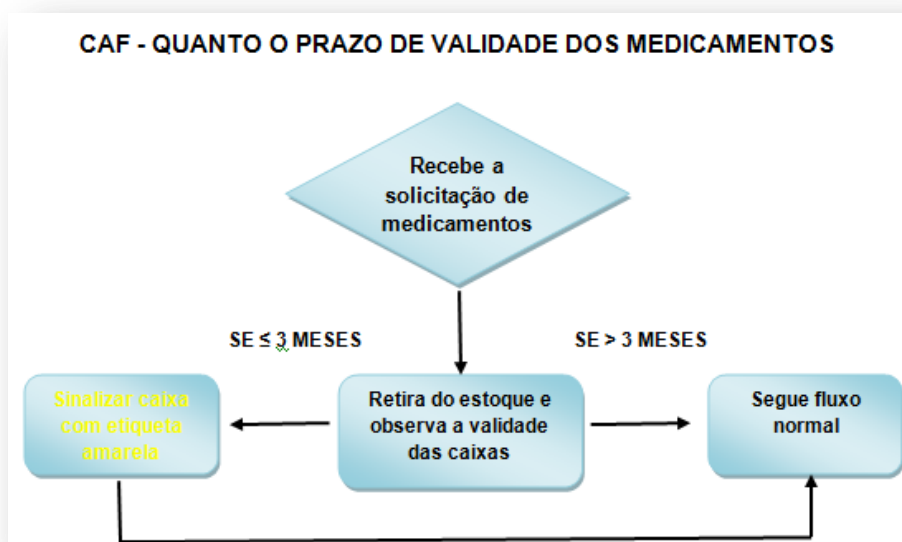 CAF - QUANTO O PRAZO DE VALIDADE DOS MEDICAMENTOS
Recebe a
solicitação de
medicamentos
SE ≤ 3 MESES
SE > 3 MESES
Sinalizar caixa
com etiqueta
amarela
Retira do estoque e
observa a validade
das caixas
Segue fluxo
normal